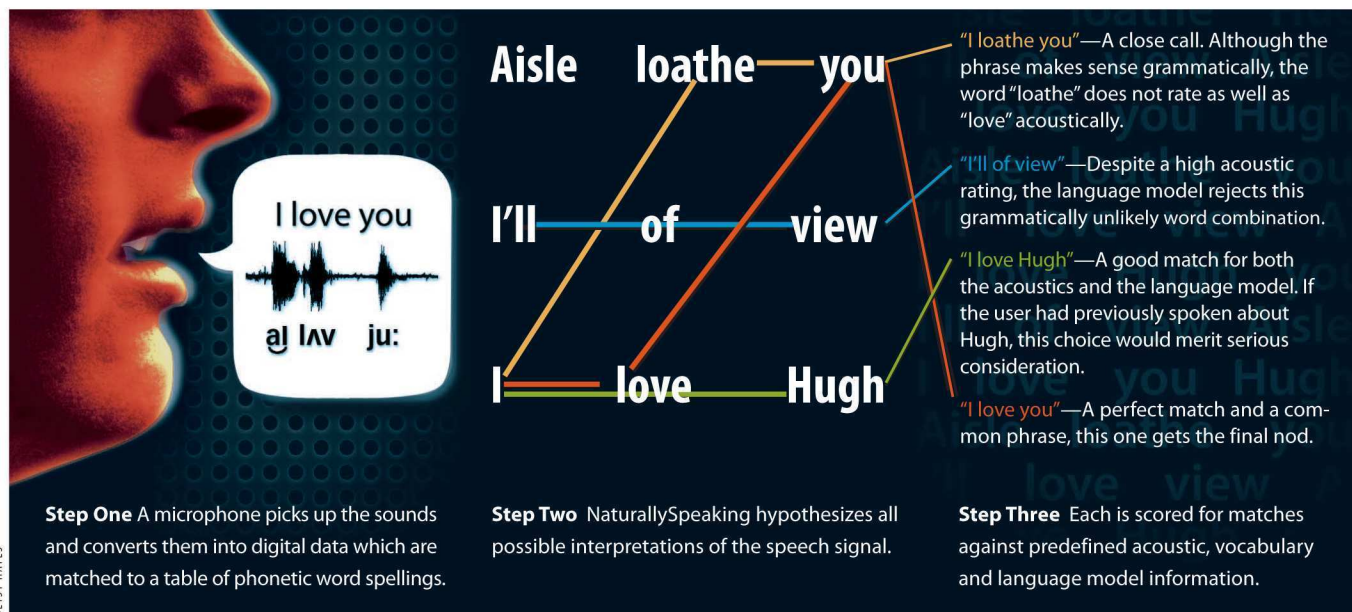 I love you
aɪ lʌv ju:
Aisle loathe you
I'll of view
I love Hugh
"I loathe you"—A close call. Although the
phrase makes sense grammatically, the
word "loathe" does not rate as well as
"love" acoustically.
"I'll of view"—Despite a high acoustic
rating, the language model rejects this
grammatically unlikely word combination.
"I love Hugh"—A good match for both
the acoustics and the language model. If
the user had previously spoken about
Hugh, this choice would merit serious
consideration.
"I love you"—A perfect match and a com-
mon phrase, this one gets the final nod.
Step One A microphone picks up the sounds
and converts them into digital data which are
matched to a table of phonetic word spellings.
Step Two NaturallySpeaking hypothesizes all
possible interpretations of the speech signal.
Step Three Each is scored for matches
against predefined acoustic, vocabulary
and language model information.